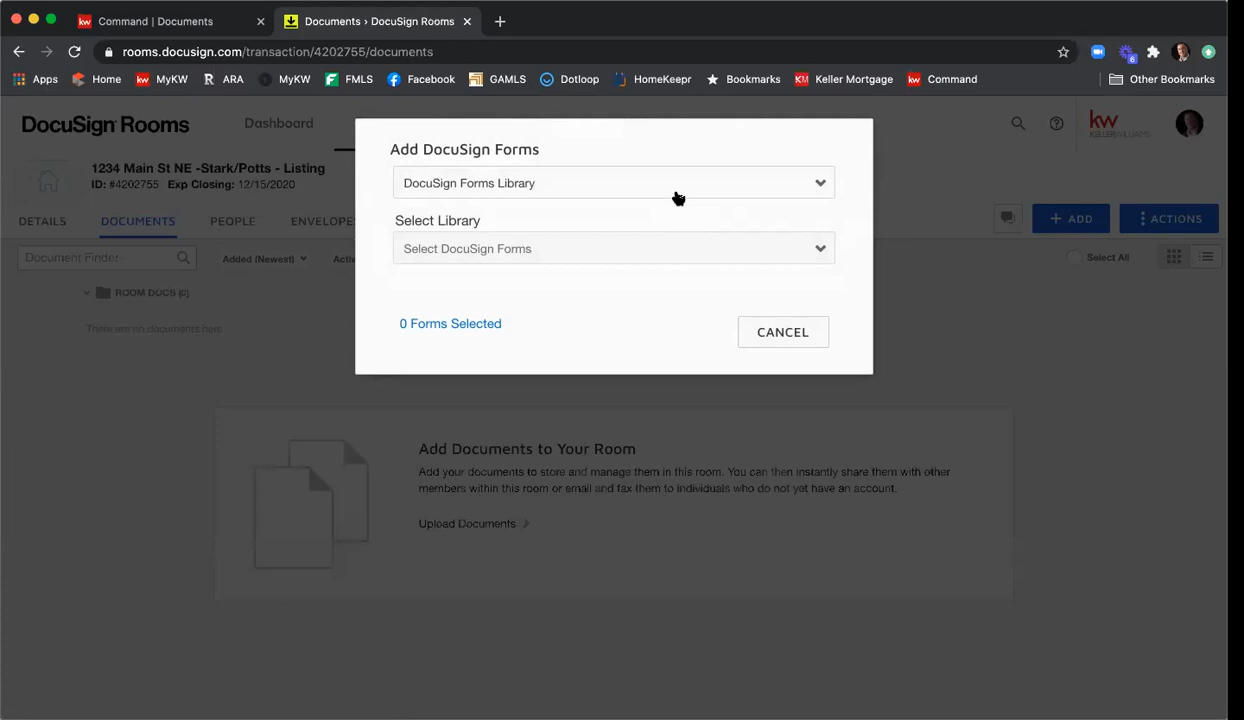 Command | Documents
Documents › DocuSign Rooms
rooms.docusign.com/transaction/4202755/documents
Apps
Home
kw MyKW
R ARA
MyKW
FMLS
Facebook
GAMLS
Dotloop
HomeKeepr
Bookmarks
KM Keller Mortgage
kw Command
Other Bookmarks
DocuSign Rooms
Dashboard
kw
KELLERWILLIAMS.
1234 Main St NE -Stark/Potts - Listing
ID: #4202755 Exp Closing: 12/15/2020
DETAILS
DOCUMENTS
PEOPLE
ENVELOPES
+ ADD
ACTIONS
Document Finder
Added (Newest)
Select All
ROOM DOCS (0)
There are no documents here
Add DocuSign Forms
DocuSign Forms Library
Select Library
Select DocuSign Forms
0 Forms Selected
CANCEL
Add Documents to Your Room
Add your documents to store and manage them in this room. You can then instantly share them with other
members within this room or email and fax them to individuals who do not yet have an account.
Upload Documents